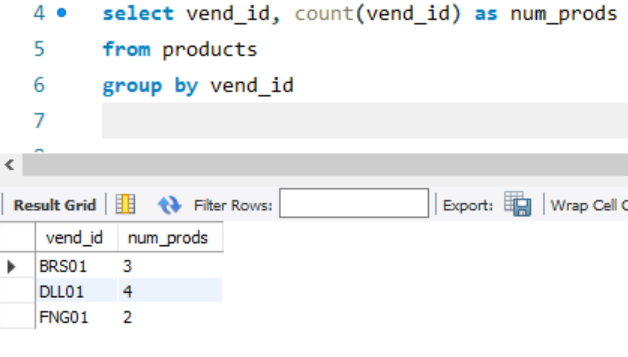 4 select vend_id, count(vend_id) as num_prods
5 from products
6 group by vend_id
7
Result Grid Filter Rows: Export: Wrap Cell C
vend_id num_prods
BRS01 3
DLL01 4
FNG01 2